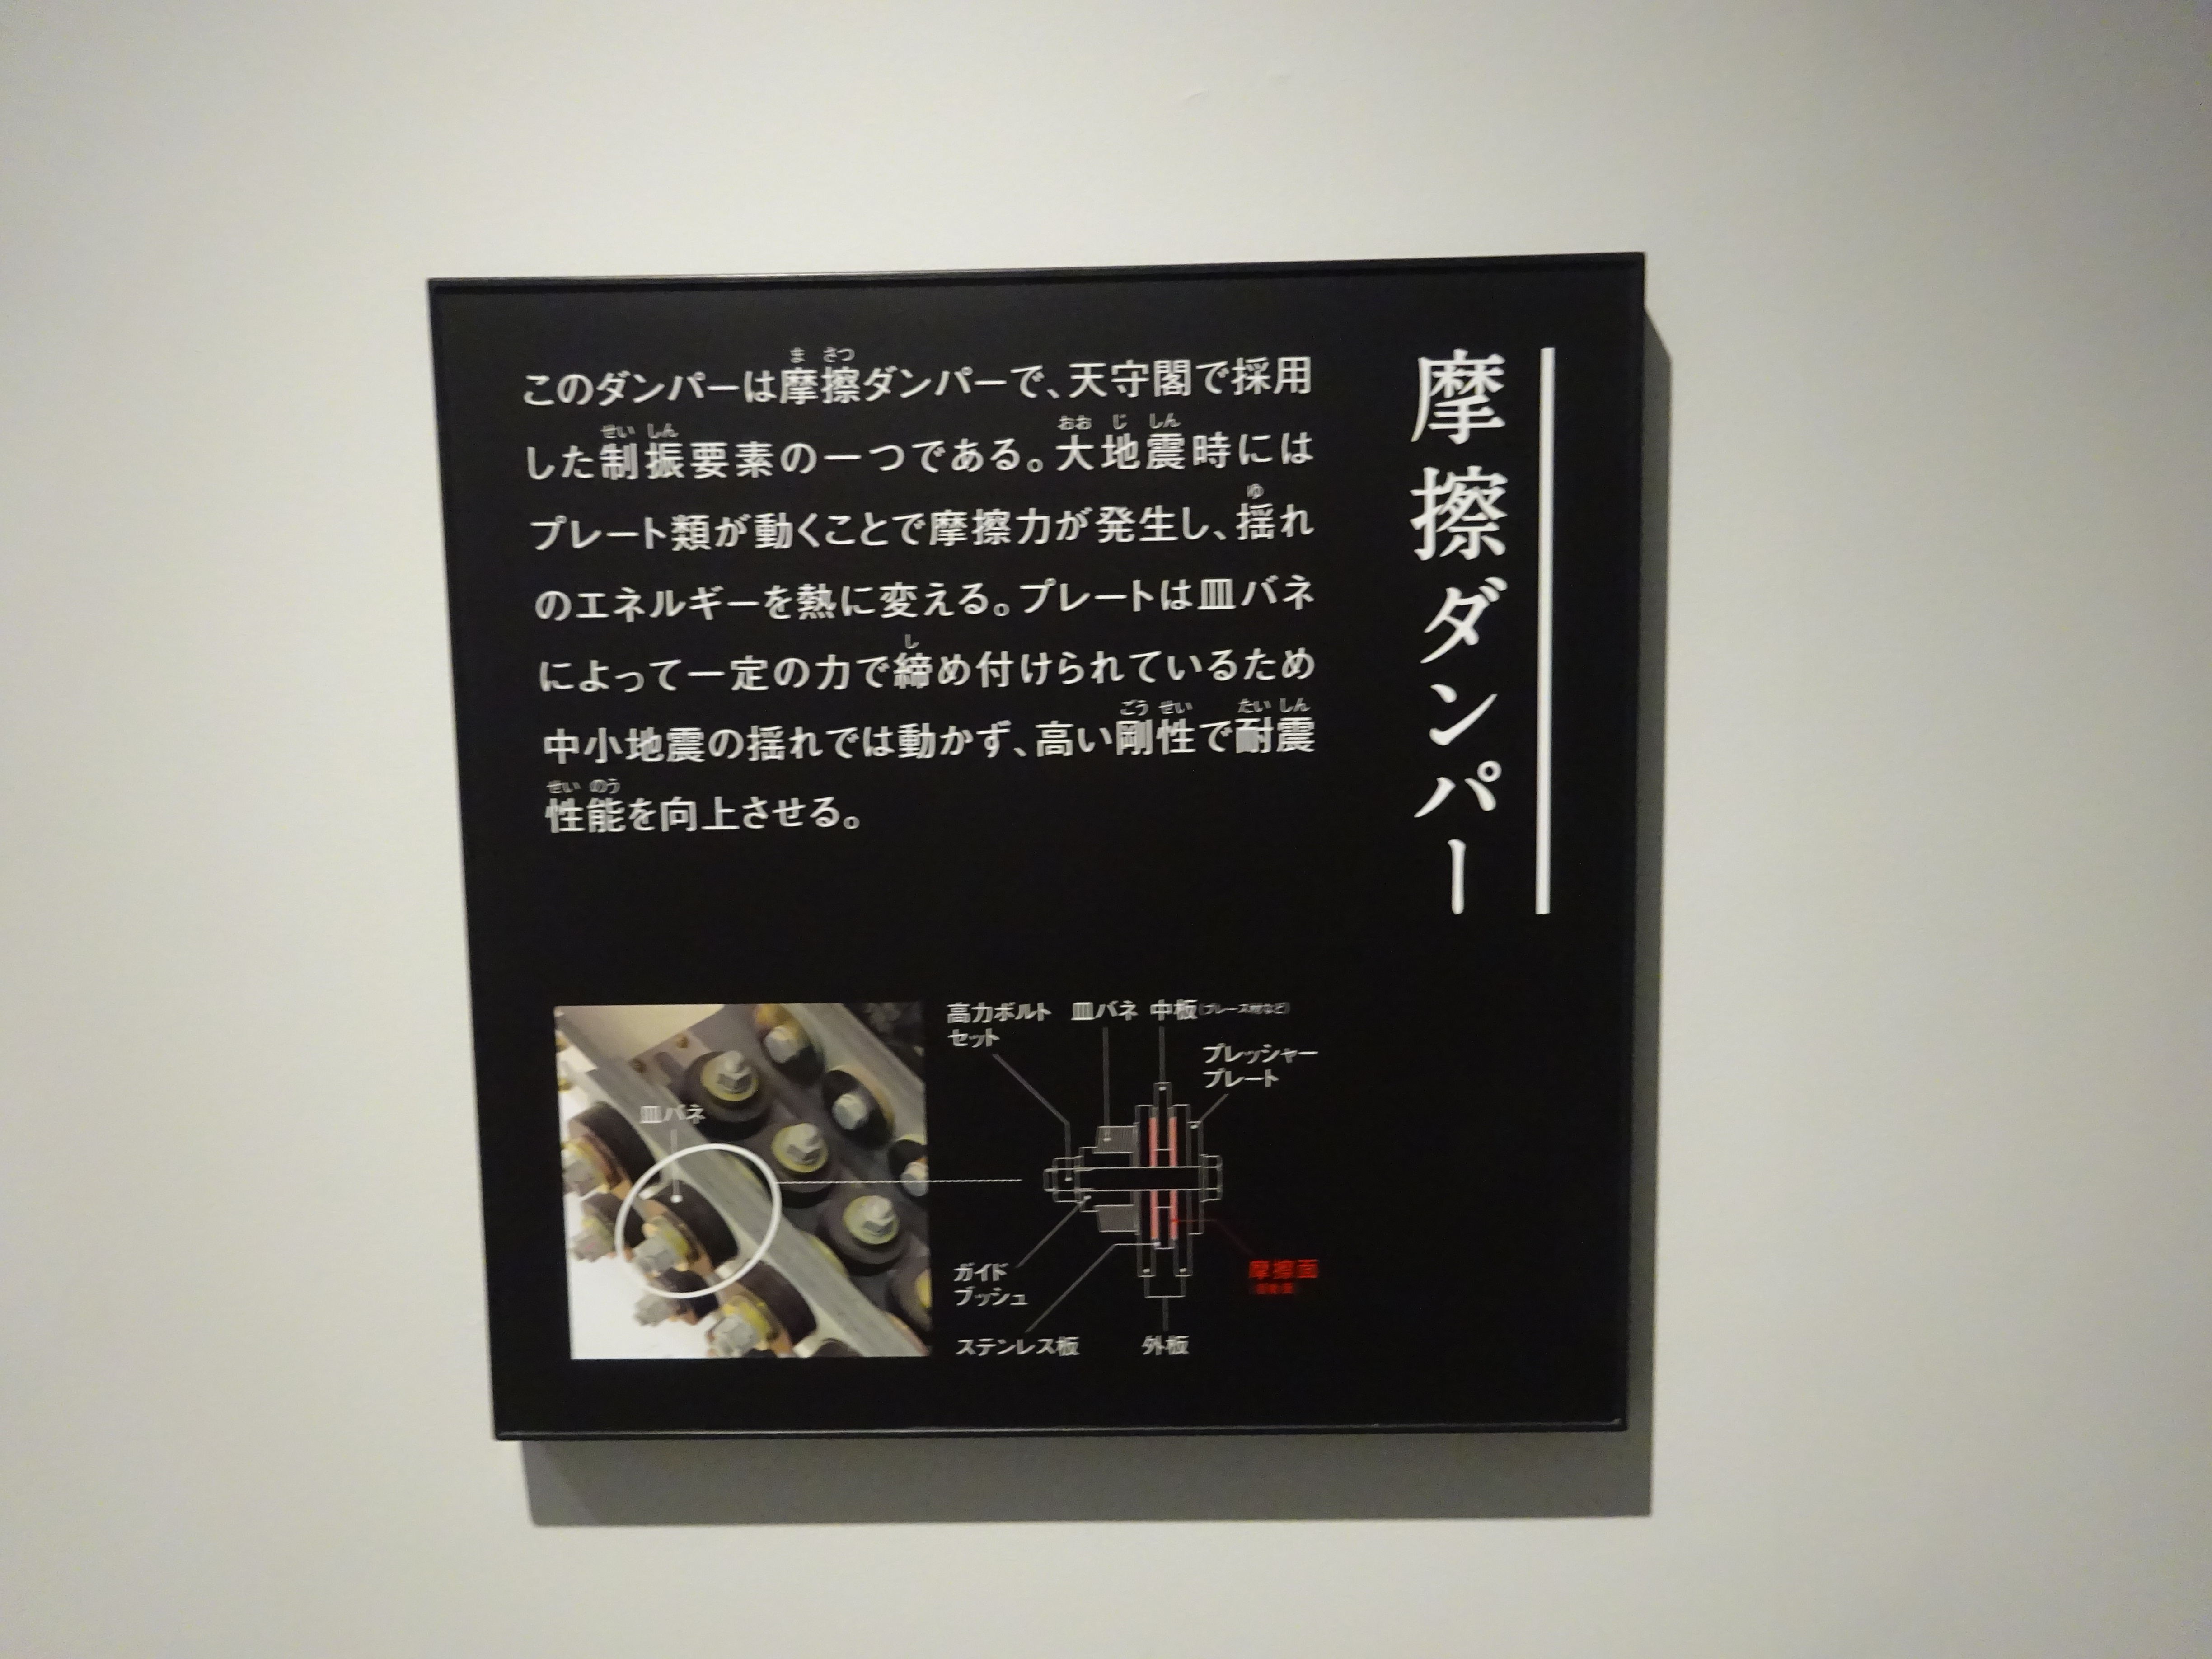 摩擦ダンパー
このダンパーは摩擦ダンパーで、天守閣で採用
した制振要素の一つである。大地震時には
プレート類が動くことで摩擦力が発生し、揺れ
のエネルギーを熱に変える。プレートは皿バネ
によって一定の力で締め付けられているため
中小地震の揺れでは動かず、高い剛性で耐震
性能を向上させる。
高力ボルト
セット
皿バネ
中板(ブレース材など)
プレッシャー
プレート
皿バネ
ガイド
ブッシュ
摩擦面
ステンレス板
外板